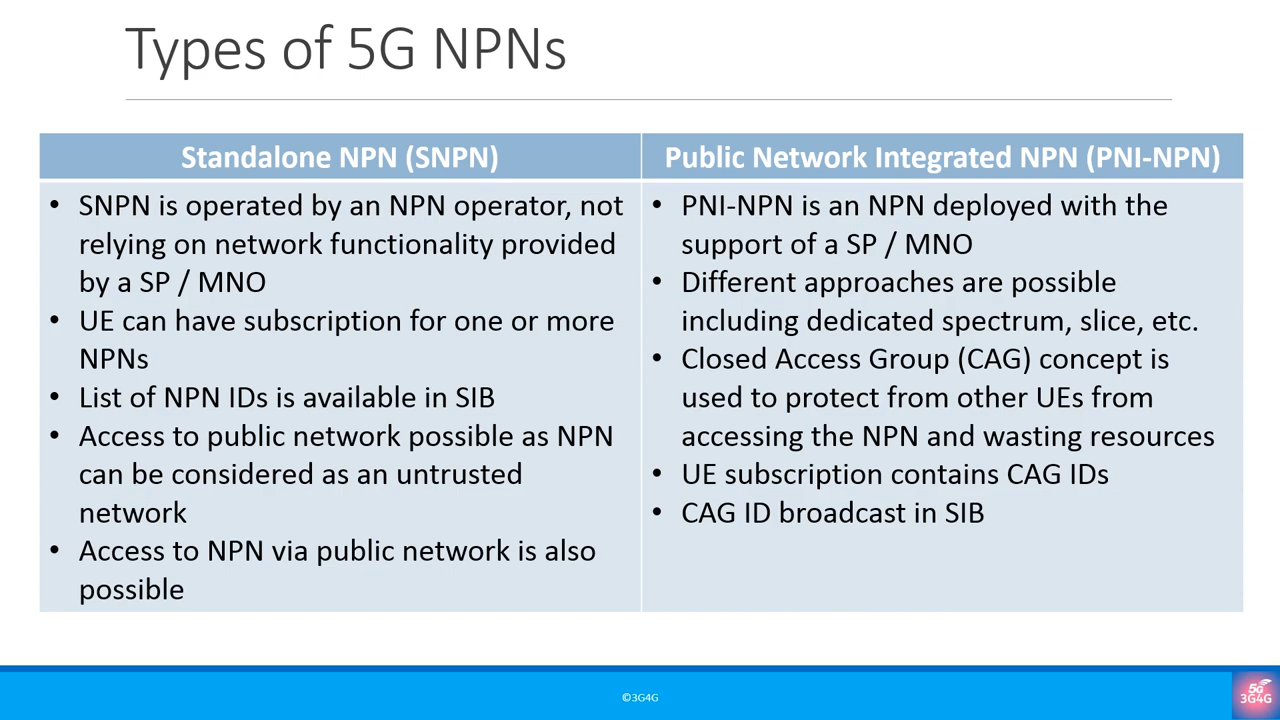 Types of 5G NPNs
Standalone NPN (SNPN)
• SNPN is operated by an NPN operator, not
relying on network functionality provided
by a SP / MNO
• UE can have subscription for one or more
NPNs
• List of NPN IDs is available in SIB
• Access to public network possible as NPN
can be considered as an untrusted
network
• Access to NPN via public network is also
possible
Public Network Integrated NPN (PNI-NPN)
• PNI-NPN is an NPN deployed with the
support of a SP / MNO
• Different approaches are possible
including dedicated spectrum, slice, etc.
• Closed Access Group (CAG) concept is
used to protect from other UEs from
accessing the NPN and wasting resources
• UE subscription contains CAG IDs
• CAG ID broadcast in SIB
©3G4G
5G
3G4G